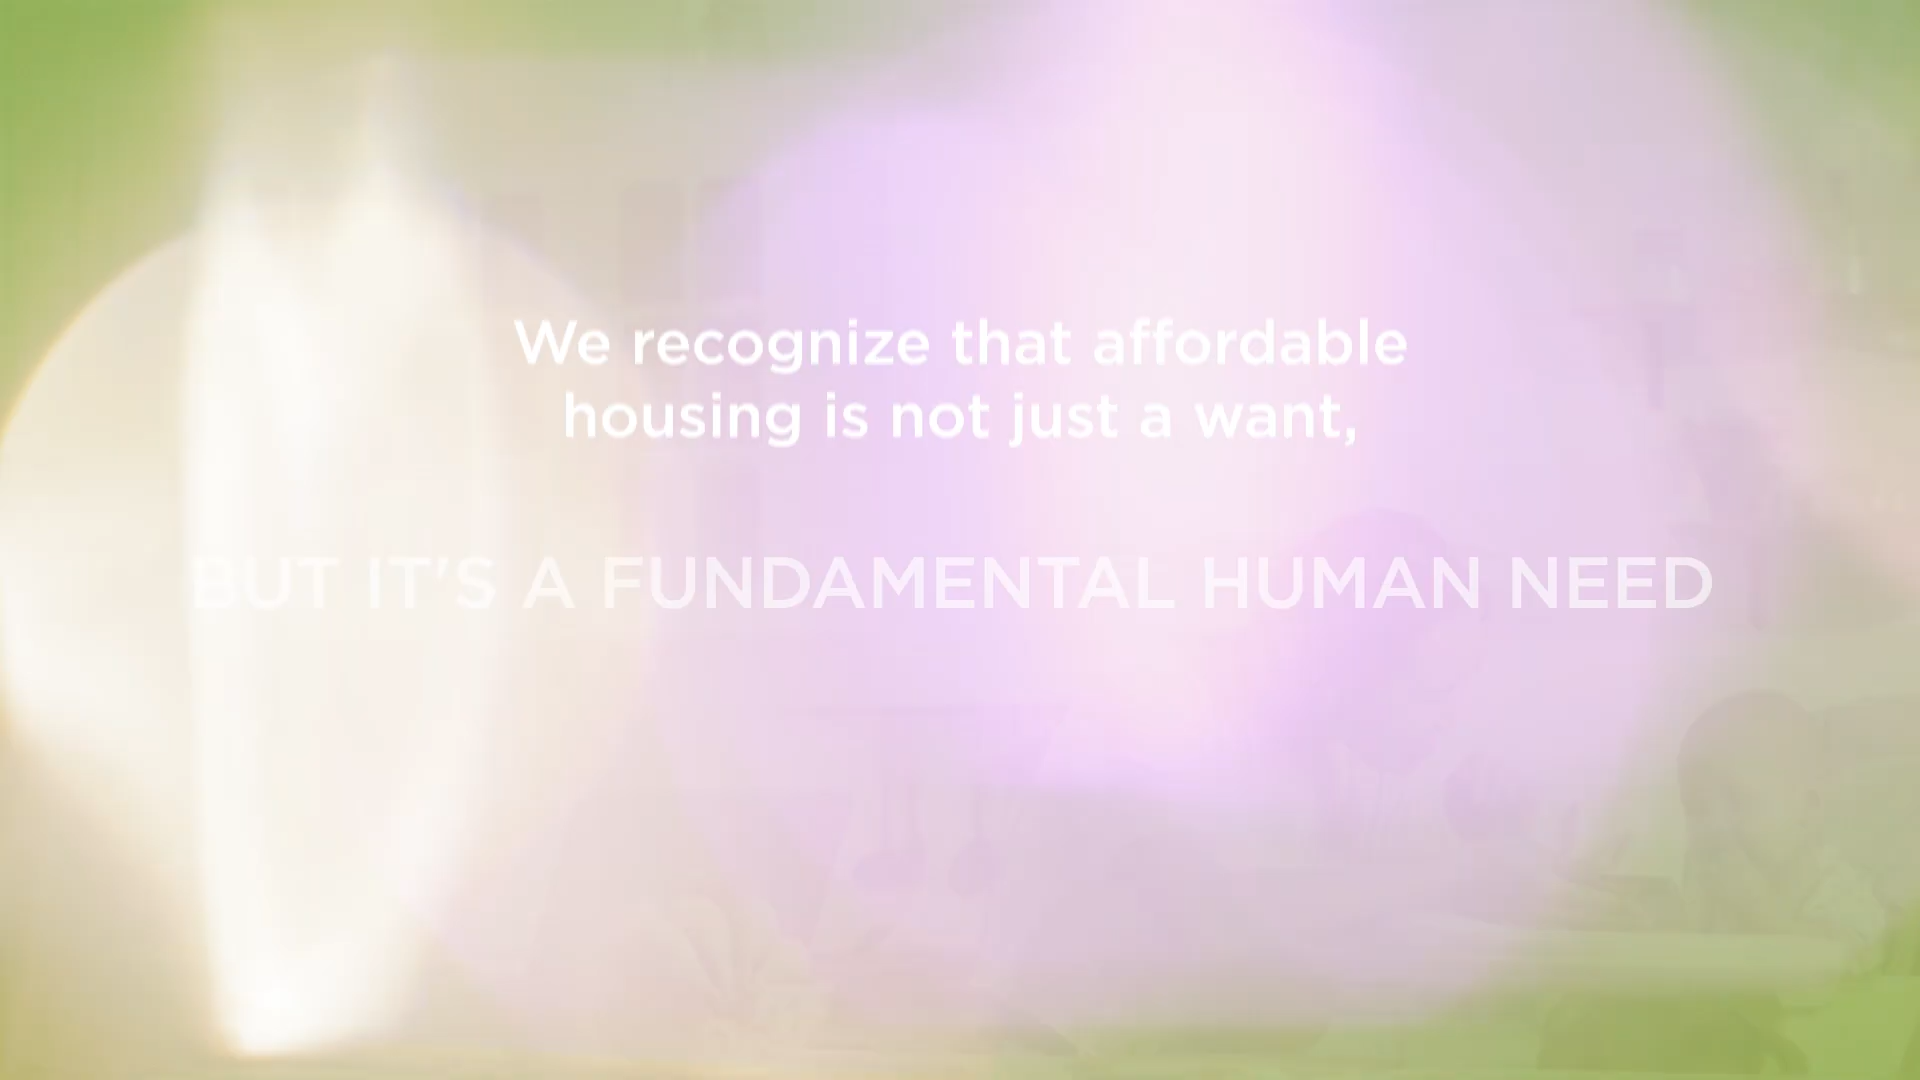 We recognize that affordable
housing is not just a want,
BUT IT'S A FUNDAMENTAL HUMAN NEED